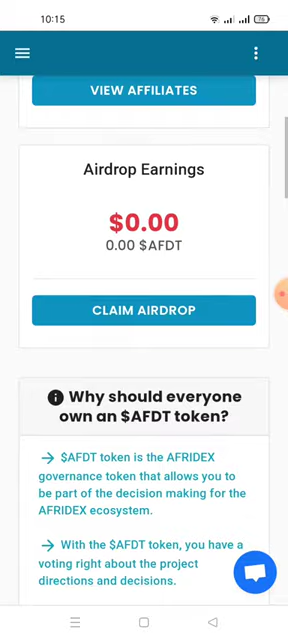 10:15
76
VIEW AFFILIATES
Airdrop Earnings
$0.00
0.00 $AFDT
CLAIM AIRDROP
Why should everyone
own an $AFDT token?
$AFDT token is the AFRIDEX
governance token that allows you to
be part of the decision making for the
AFRIDEX ecosystem.
With the $AFDT token, you have a
voting right about the project
directions and decisions.